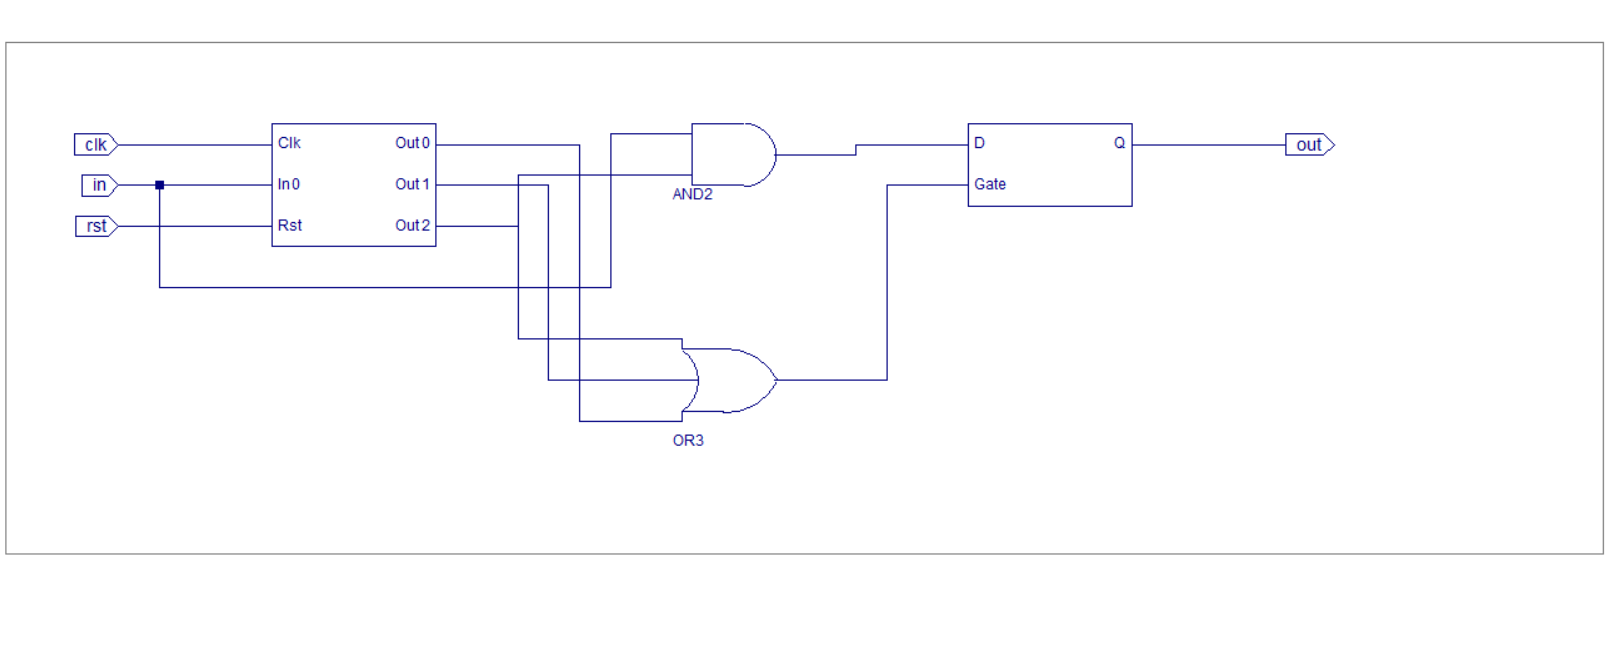 clk
in
rst
Clk
In0
Rst
Out0
Out1
Out2
AND2
OR3
D
Gate
Q
out